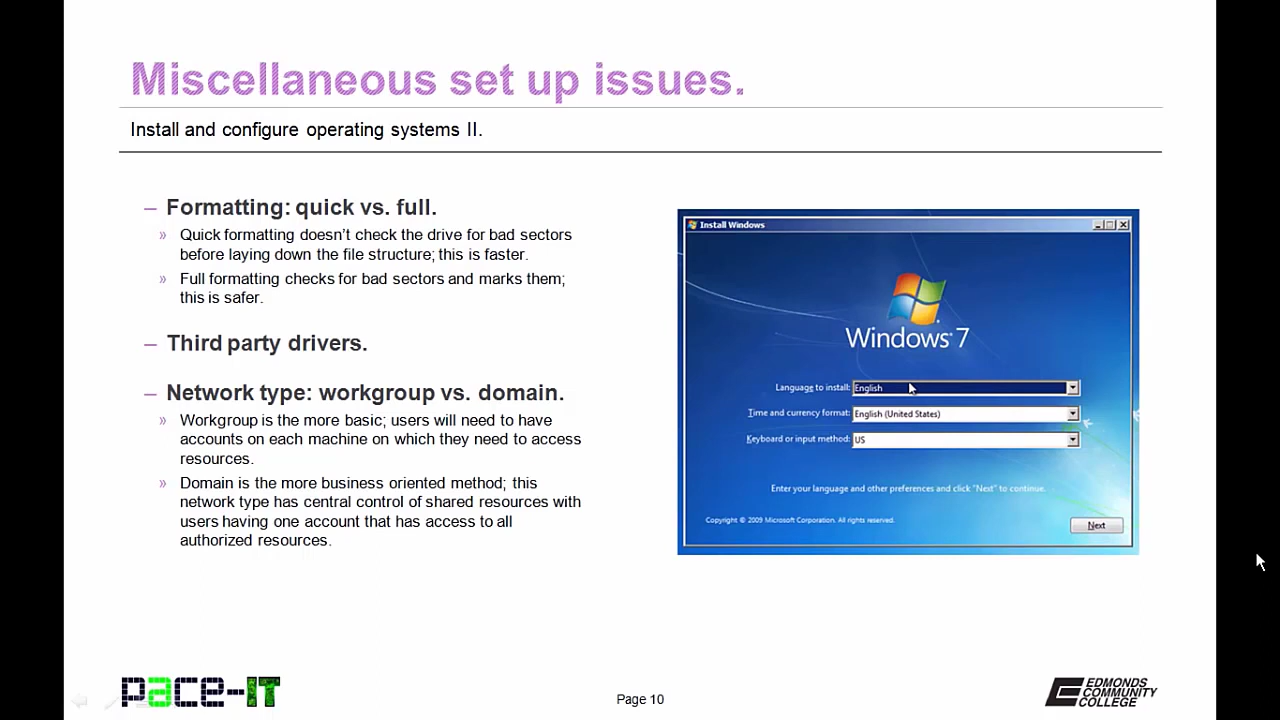 Miscellaneous set up issues.
Install and configure operating systems II.
– Formatting: quick vs. full.
» Quick formatting doesn't check the drive for bad sectors
before laying down the file structure; this is faster.
» Full formatting checks for bad sectors and marks them;
this is safer.
– Third party drivers.
– Network type: workgroup vs. domain.
» Workgroup is the more basic; users will need to have
accounts on each machine on which they need to access
resources.
» Domain is the more business oriented method; this
network type has central control of shared resources with
users having one account that has access to all
authorized resources.
Install Windows
Windows 7
Language to install: English
Time and currency format: English (United States)
Keyboard or input method: US
Enter your language and other preferences and click "Next" to continue.
Copyright © 2009 Microsoft Corporation. All rights reserved.
Next
pace-IT
Page 10
EDMONDS
COMMUNITY
COLLEGE